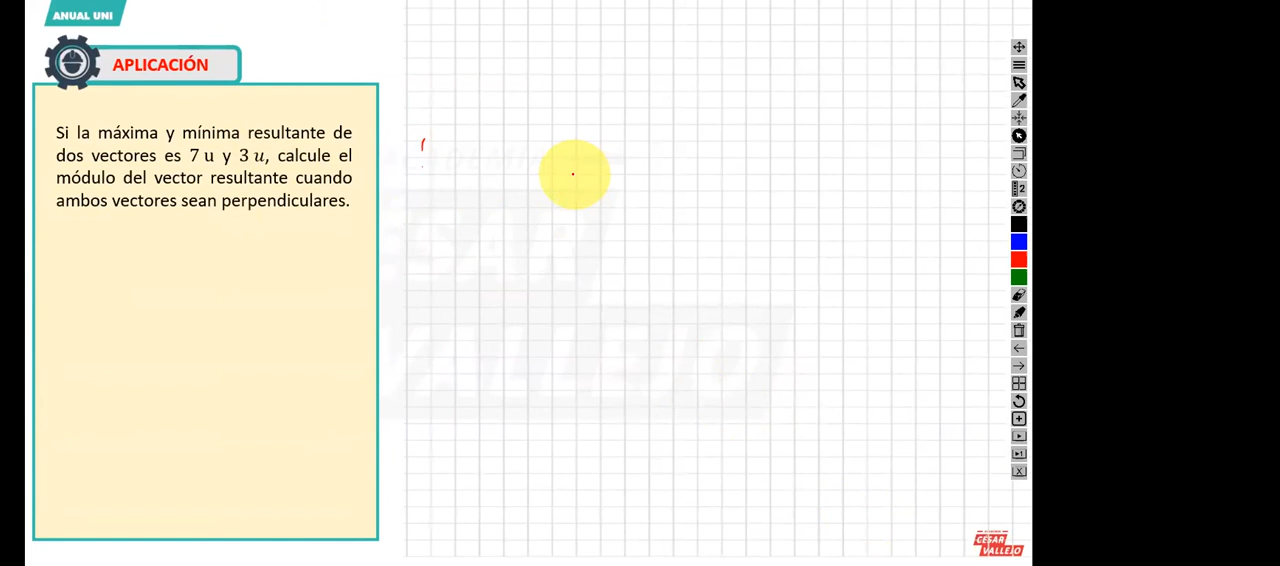 ANUAL UNI
APLICACIÓN
Si la máxima y mínima resultante de
dos vectores es 7 u y 3 u, calcule el
módulo del vector resultante cuando
ambos vectores sean perpendiculares.
2
CÉSAR
VALLEJO